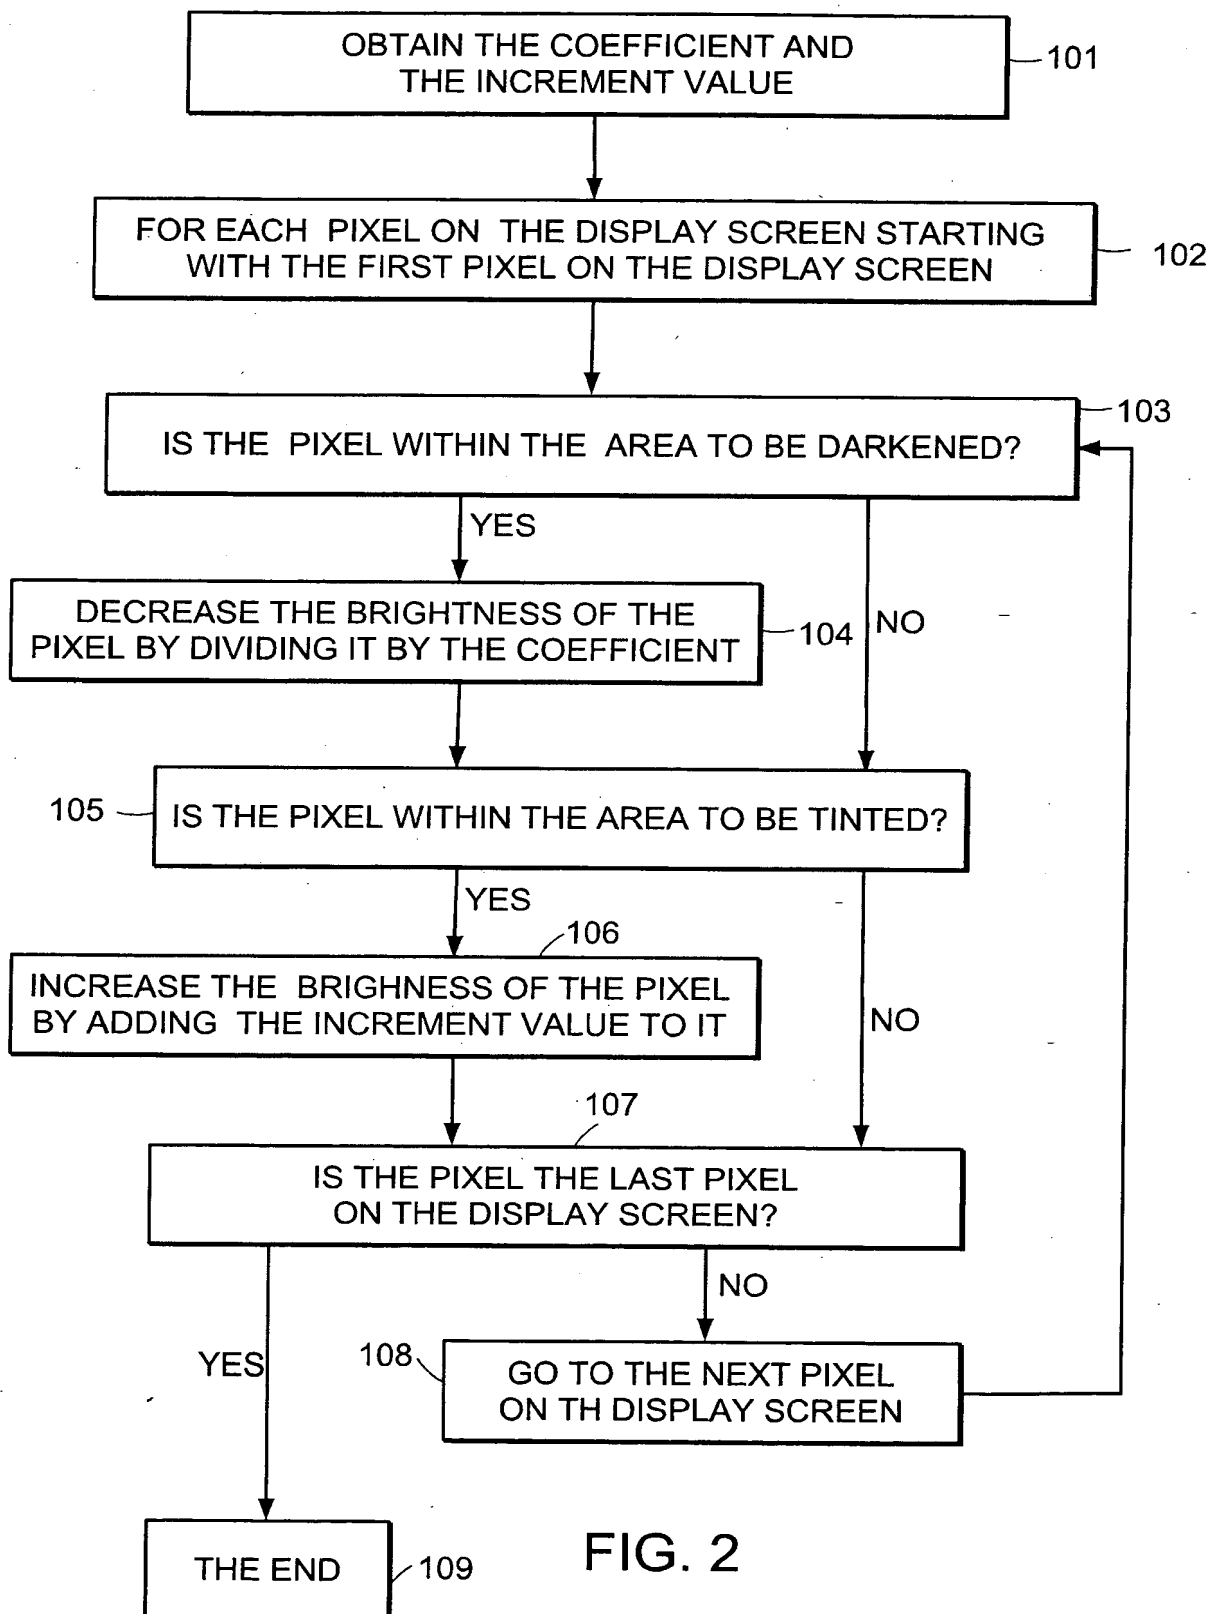 OBTAIN THE COEFFICIENT AND
THE INCREMENT VALUE
101
FOR EACH PIXEL ON THE DISPLAY SCREEN STARTING
WITH THE FIRST PIXEL ON THE DISPLAY SCREEN
102
103
IS THE PIXEL WITHIN THE AREA TO BE DARKENED?
YES
DECREASE THE BRIGHTNESS OF THE
PIXEL BY DIVIDING IT BY THE COEFFICIENT
104
NO
105
IS THE PIXEL WITHIN THE AREA TO BE TINTED?
YES
106
INCREASE THE BRIGHNESS OF THE PIXEL
BY ADDING THE INCREMENT VALUE TO IT
NO
107
IS THE PIXEL THE LAST PIXEL
ON THE DISPLAY SCREEN?
NO
YES
108
GO TO THE NEXT PIXEL
ON TH DISPLAY SCREEN
THE END
109
FIG. 2